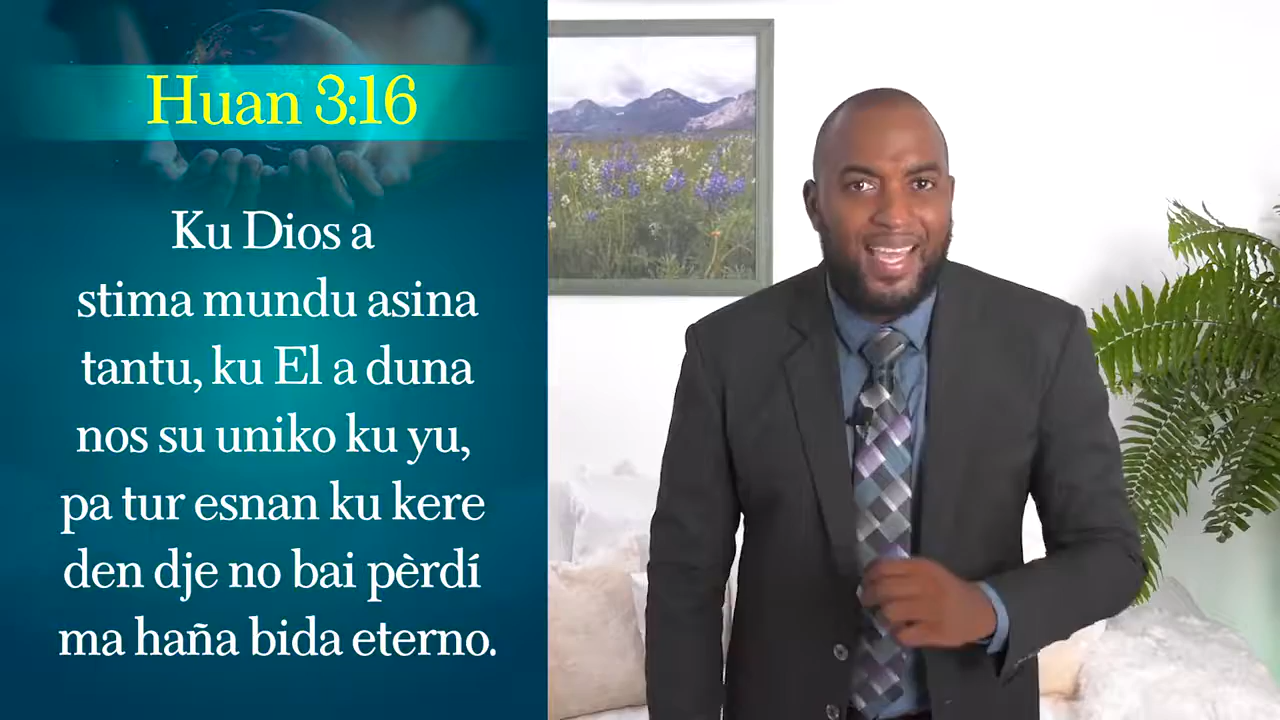 Huan 3:16
Ku Dios a
stima mundu asina
tantu, ku El a duna
nos su uniko ku yu,
pa tur esnan ku kere
den dje no bai pèrdí
ma haña bida eterno.